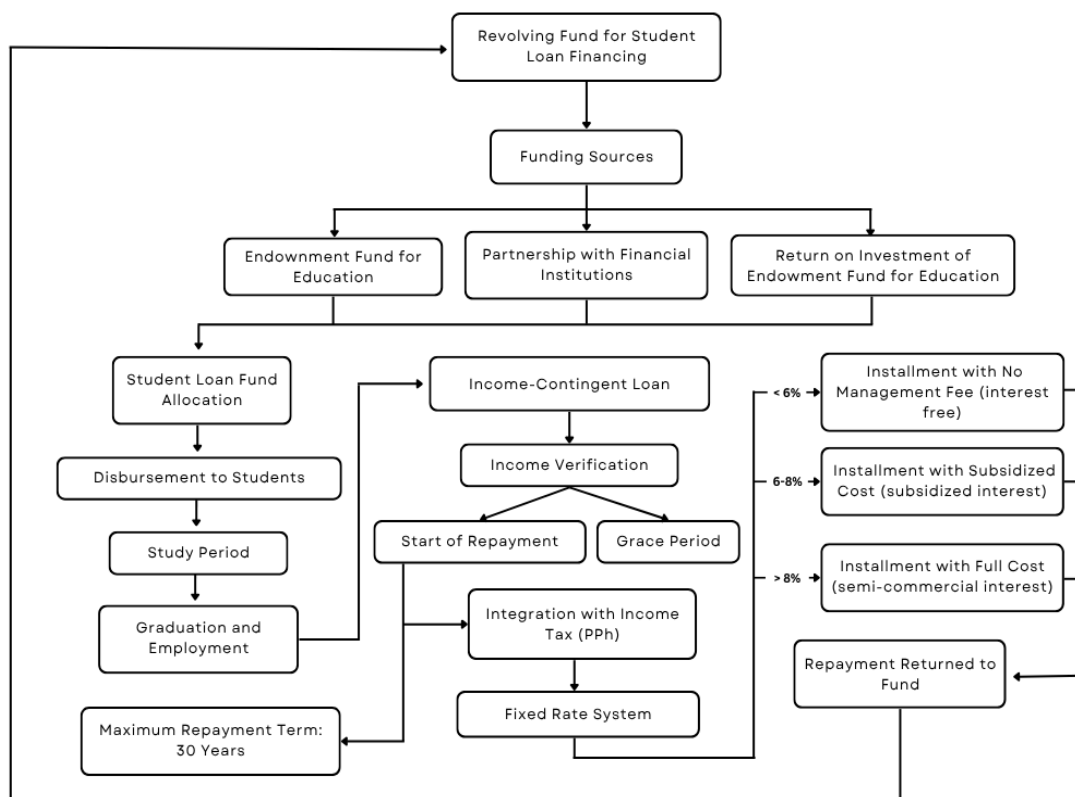 Revolving Fund for Student
Loan Financing
Funding Sources
Endownment Fund for
Education
Partnership with Financial
Institutions
Return on Investment of
Endowment Fund for Education
Student Loan Fund
Allocation
Disbursement to Students
Study Period
Graduation and
Employment
Maximum Repayment Term:
30 Years
Income-Contingent Loan
Income Verification
Start of Repayment
Grace Period
Integration with Income
Tax (PPh)
Fixed Rate System
< 6%
Installment with No
Management Fee (interest
free)
6-8%
Installment with Subsidized
Cost (subsidized interest)
> 8%
Installment with Full Cost
(semi-commercial interest)
Repayment Returned to
Fund